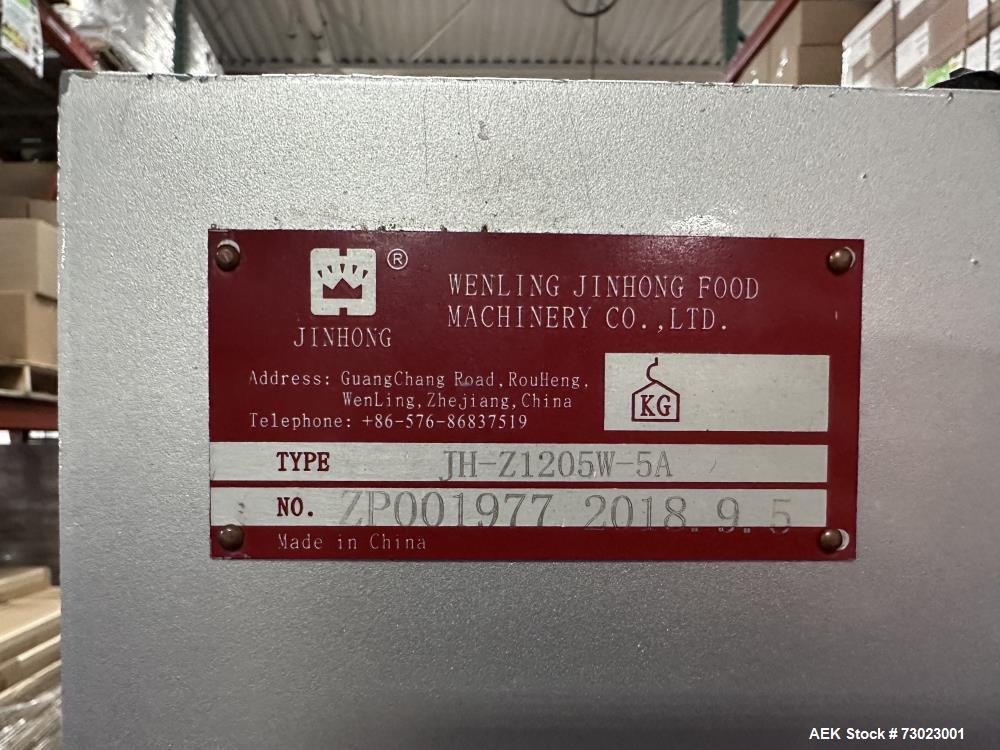 ®
JINHONG
WENLING JINHONG FOOD
MACHINERY CO.,LTD.
Address: GuangChang Road,RouHeng,
WenLing,Zhejiang,China
Telephone: +86-576-86837519
KG
TYPE JH-Z1205W-5A
NO. ZP001977 2018.9.5
Made in China
AEK Stock # 73023001